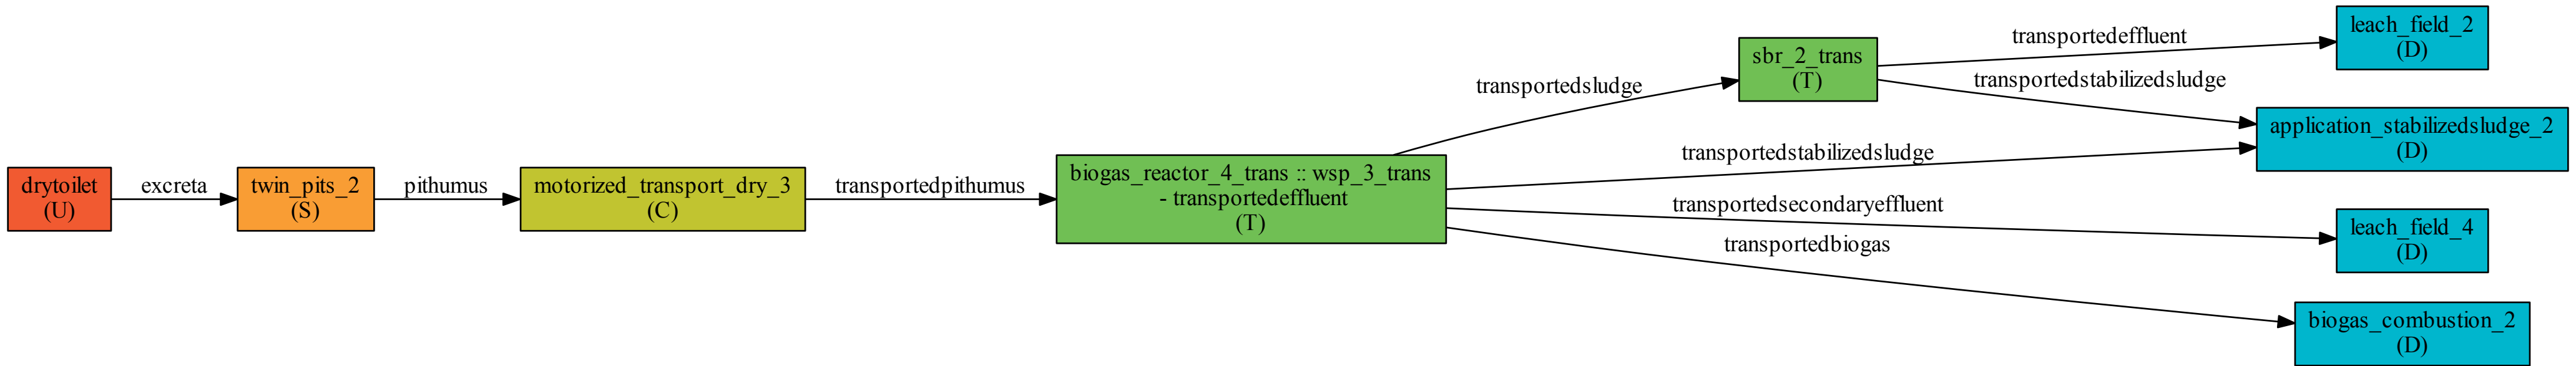 drytoilet
(U)
excreta
twin_pits_2
(S)
pithumus
motorized_transport_dry_3
(C)
transportedpithumus
biogas_reactor_4_trans :: wsp_3_trans
- transportedeffluent
(T)
transportedsludge
sbr_2_trans
(T)
transportedeffluent
leach_field_2
(D)
transportedstabilizedsludge
application_stabilizedsludge_2
(D)
transportedstabilizedsludge
transportedsecondaryeffluent
leach_field_4
(D)
transportedbiogas
biogas_combustion_2
(D)